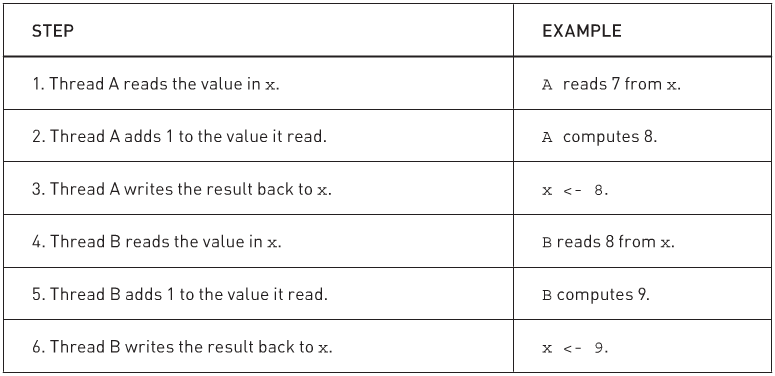 STEP EXAMPLE
1. Thread A reads the value in x. A reads 7 from x.
2. Thread A adds 1 to the value it read. A computes 8.
3. Thread A writes the result back to x. x <- 8.
4. Thread B reads the value in x. B reads 8 from x.
5. Thread B adds 1 to the value it read. B computes 9.
6. Thread B writes the result back to x. x <- 9.